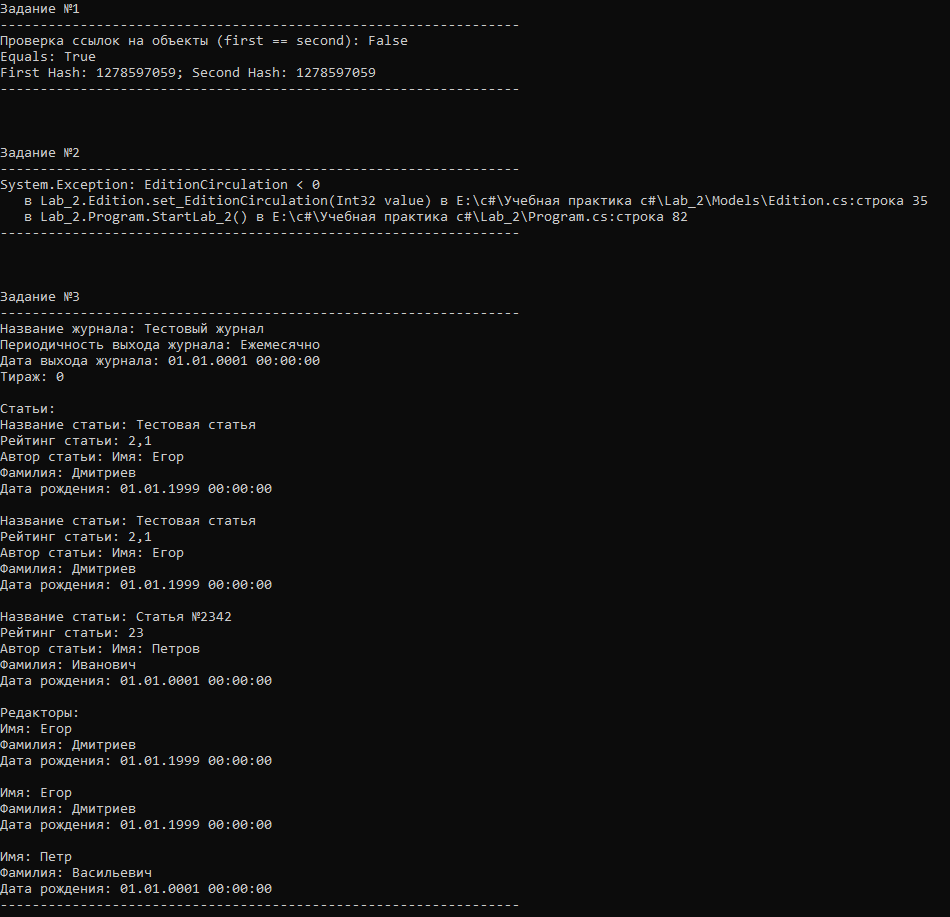 Задание №1
-----------------------------------------------------------------
Проверка ссылок на объекты (first == second): False
Equals: True
First Hash: 1278597059; Second Hash: 1278597059
-----------------------------------------------------------------
Задание №2
-----------------------------------------------------------------
System.Exception: EditionCirculation < 0
   в Lab_2.Edition.set_EditionCirculation(Int32 value) в E:\c#\Учебная практика c#\Lab_2\Models\Edition.cs:строка 35
   в Lab_2.Program.StartLab_2() в E:\c#\Учебная практика c#\Lab_2\Program.cs:строка 82
-----------------------------------------------------------------
Задание №3
-----------------------------------------------------------------
Название журнала: Тестовый журнал
Периодичность выхода журнала: Ежемесячно
Дата выхода журнала: 01.01.0001 00:00:00
Тираж: 0
Статьи:
Название статьи: Тестовая статья
Рейтинг статьи: 2,1
Автор статьи: Имя: Егор
Фамилия: Дмитриев
Дата рождения: 01.01.1999 00:00:00
Название статьи: Тестовая статья
Рейтинг статьи: 2,1
Автор статьи: Имя: Егор
Фамилия: Дмитриев
Дата рождения: 01.01.1999 00:00:00
Название статьи: Статья №2342
Рейтинг статьи: 23
Автор статьи: Имя: Петров
Фамилия: Иванович
Дата рождения: 01.01.0001 00:00:00
Редакторы:
Имя: Егор
Фамилия: Дмитриев
Дата рождения: 01.01.1999 00:00:00
Имя: Егор
Фамилия: Дмитриев
Дата рождения: 01.01.1999 00:00:00
Имя: Петр
Фамилия: Васильевич
Дата рождения: 01.01.0001 00:00:00
-----------------------------------------------------------------